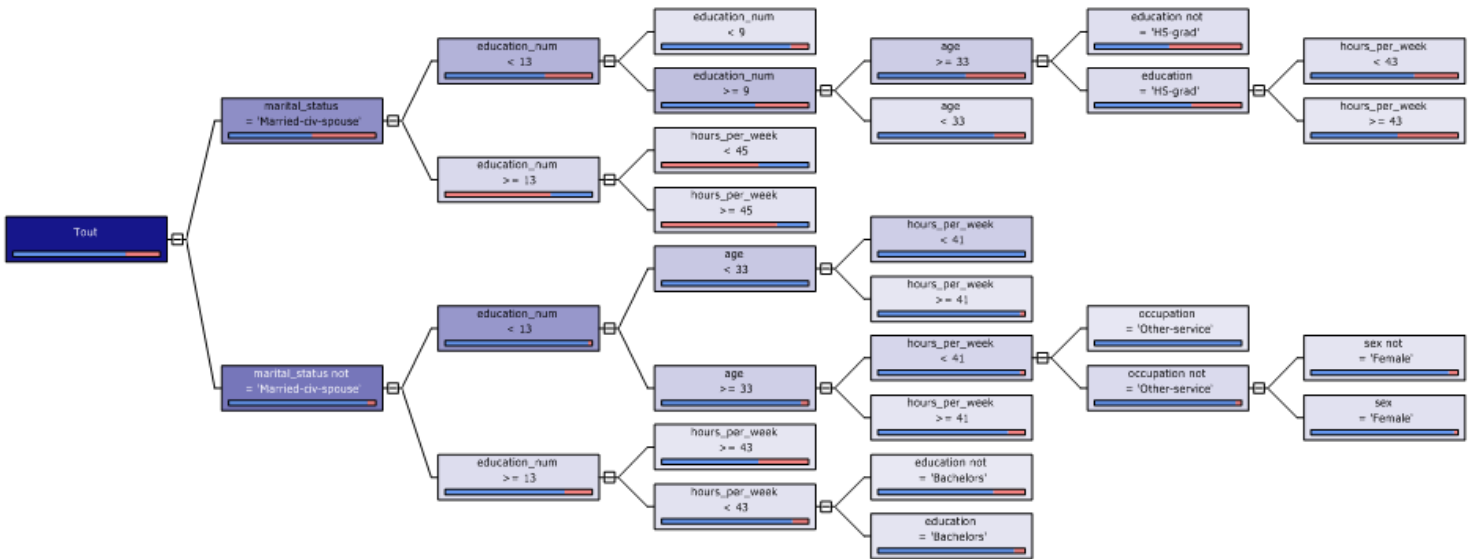 Tout
marital_status
= 'Married-civ-spouse'
education_num
< 13
education_num
< 9
education_num
>= 9
age
>= 33
education not
= 'HS-grad'
education
= 'HS-grad'
hours_per_week
< 43
hours_per_week
>= 43
age
< 33
education_num
>= 13
hours_per_week
< 45
hours_per_week
>= 45
marital_status not
= 'Married-civ-spouse'
education_num
< 13
age
< 33
hours_per_week
< 41
hours_per_week
>= 41
age
>= 33
hours_per_week
< 41
occupation
= 'Other-service'
occupation not
= 'Other-service'
sex not
= 'Female'
sex
= 'Female'
hours_per_week
>= 41
education_num
>= 13
hours_per_week
>= 43
hours_per_week
< 43
education not
= 'Bachelors'
education
= 'Bachelors'